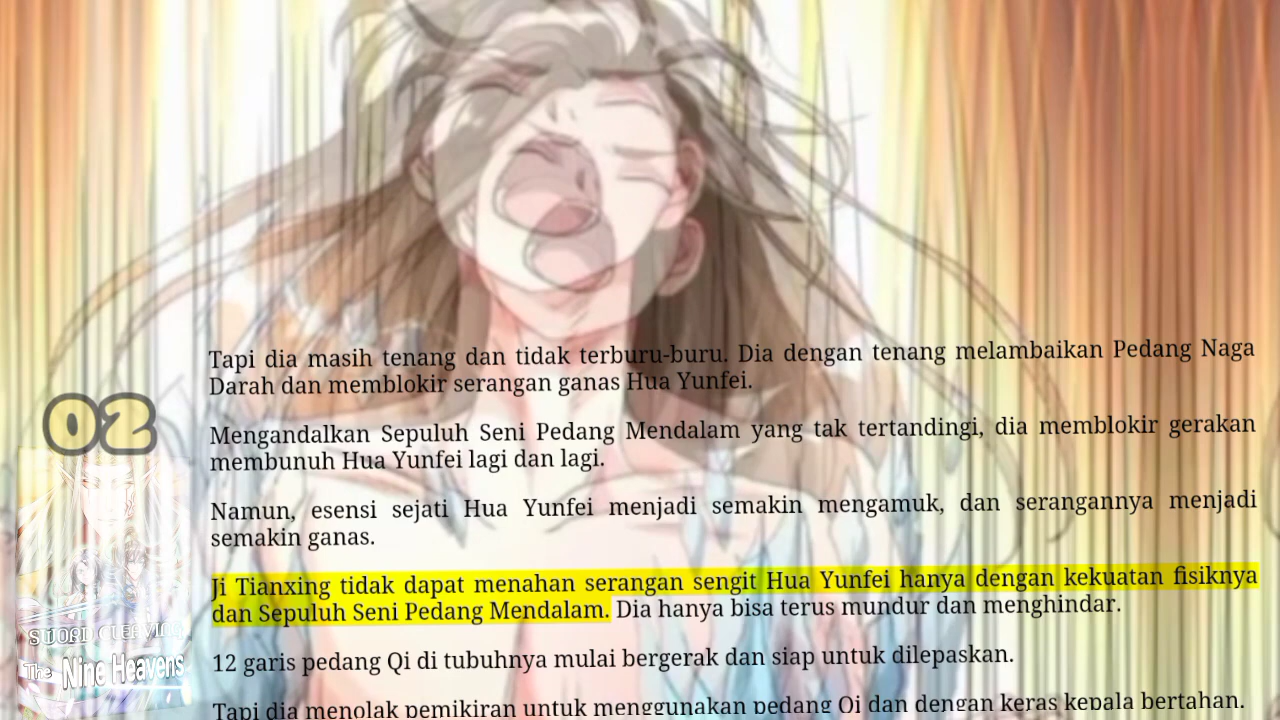 Tapi dia masih tenang dan tidak terburu-buru. Dia dengan tenang melambaikan Pedang Naga
Darah dan memblokir serangan ganas Hua Yunfei.
02
Mengandalkan Sepuluh Seni Pedang Mendalam yang tak tertandingi, dia memblokir gerakan
membunuh Hua Yunfei lagi dan lagi.
Namun, esensi sejati Hua Yunfei menjadi semakin mengamuk, dan serangannya menjadi
semakin ganas.
Ji Tianxing tidak dapat menahan serangan sengit Hua Yunfei hanya dengan kekuatan fisiknya
dan Sepuluh Seni Pedang Mendalam. Dia hanya bisa terus mundur dan menghindar.
12 garis pedang Qi di tubuhnya mulai bergerak dan siap untuk dilepaskan.
Tapi dia menolak pemikiran untuk menggunakan pedang Qi dan dengan keras kepala bertahan.
The Nine Heavens